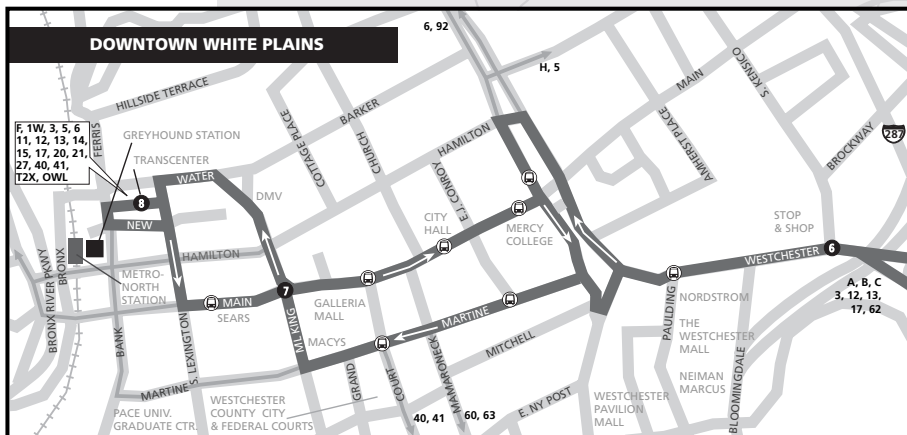 DOWNTOWN WHITE PLAINS
6, 92
H, 5
MAIN
S. KENSICO
BROCKWAY
287
HILLSIDE TERRACE
BARKER
COTTAGE PLACE
CHURCH
HAMILTON
AMHERST PLACE
F, 1W, 3, 5, 6
11, 12, 13, 14,
15, 17, 20, 21,
27, 40, 41,
T2X, OWL
FERRIS
GREYHOUND STATION
TRANSCENTER
8
WATER
DMV
E.J. CONROY
CITY
HALL
MERCY
COLLEGE
STOP
& SHOP
6
NEW
HAMILTON
BRONX RIVER PKWY
BRONX
METRO-
NORTH
STATION
BANK
S. LEXINGTON
MAIN
SEARS
7
ML KING
GALLERIA
MALL
MACYS
MARTINE
MITCHELL
WESTCHESTER
A, B, C
3, 12, 13,
17, 62
PAULDING
NORDSTROM
THE
WESTCHESTER
MALL
NEIMAN
MARCUS
BLOOMINGDALE
MARTINE
GRAND
COURT
MAMARONECK
E. NY POST
PACE UNIV.
GRADUATE CTR.
WESTCHESTER
COUNTY CITY
& FEDERAL COURTS
40, 41
60, 63
WESTCHESTER
PAVILION
MALL